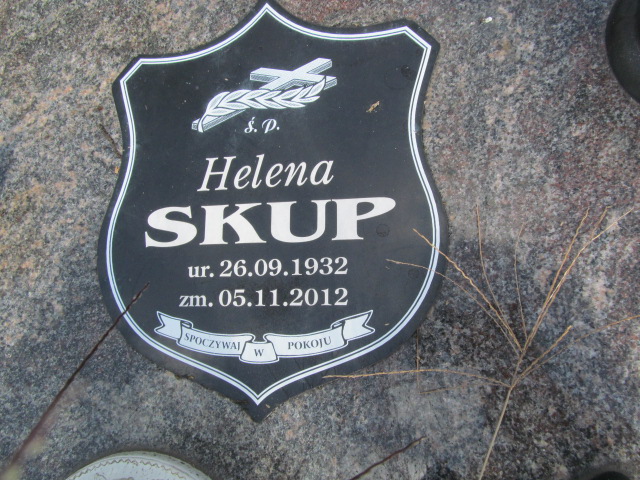 Ś. P.
Helena
SKUP
ur. 26.09.1932
zm. 05.11.2012
SPOCZYWAJ W POKOJU